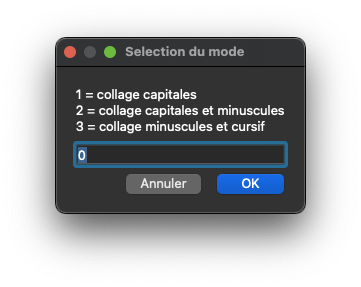 Selection du mode
1 = collage capitales
2 = collage capitales et minuscules
3 = collage minuscules et cursif
0
Annuler
OK